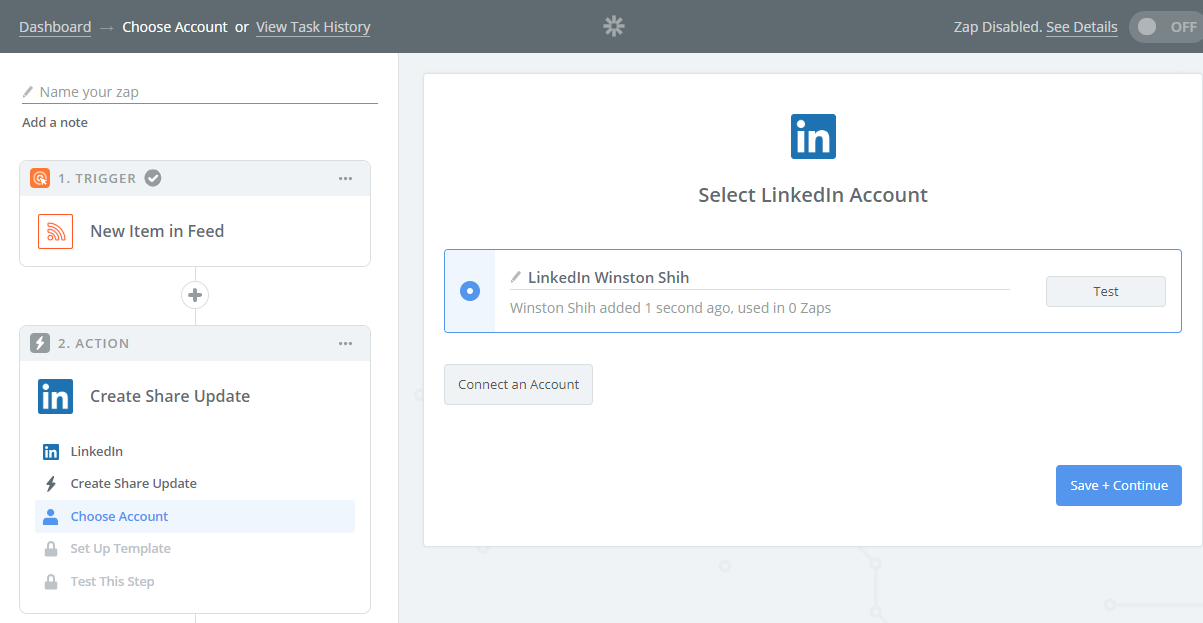 Dashboard → Choose Account or View Task History
Zap Disabled. See Details OFF
Name your zap
Add a note
1. TRIGGER
New Item in Feed
2. ACTION
in Create Share Update
in LinkedIn
Create Share Update
Choose Account
Set Up Template
Test This Step
in
Select LinkedIn Account
LinkedIn Winston Shih
Winston Shih added 1 second ago, used in 0 Zaps
Test
Connect an Account
Save + Continue